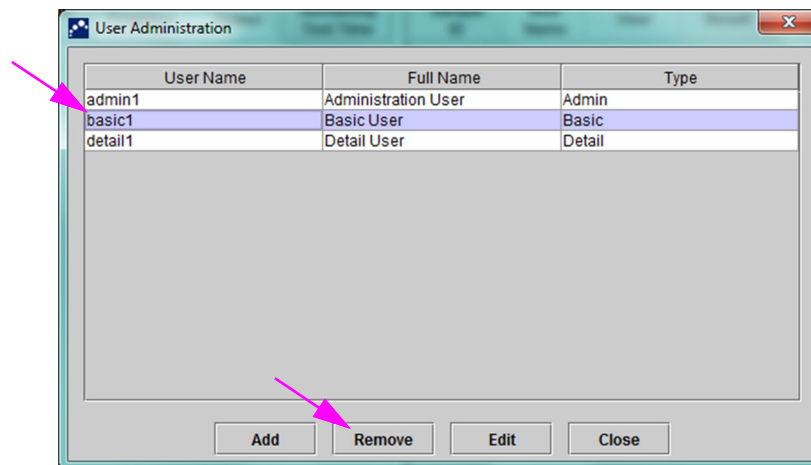 User Administration
User Name Full Name Type
admin1 Administration User Admin
basic1 Basic User Basic
detail1 Detail User Detail
Add Remove Edit Close